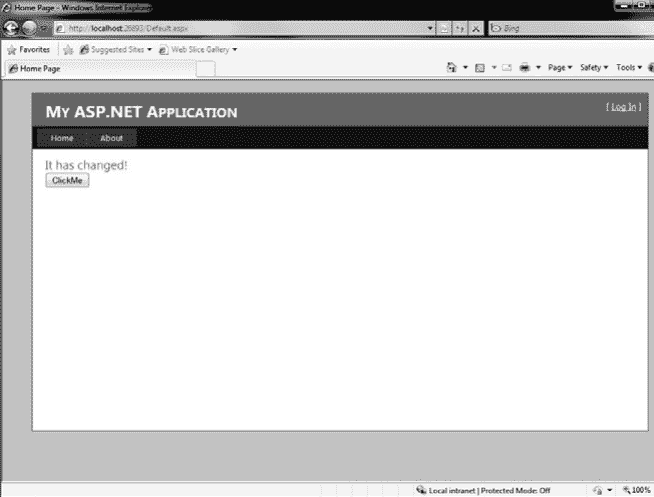 Home Page - Windows Internet Explorer
http://localhost:26893/Default.aspx
Bing
Favorites
Suggested Sites
Web Slice Gallery
Home Page
Page
Safety
Tools
MY ASP.NET APPLICATION
[ Log In ]
Home
About
It has changed!
ClickMe
Local intranet | Protected Mode: Off
100%